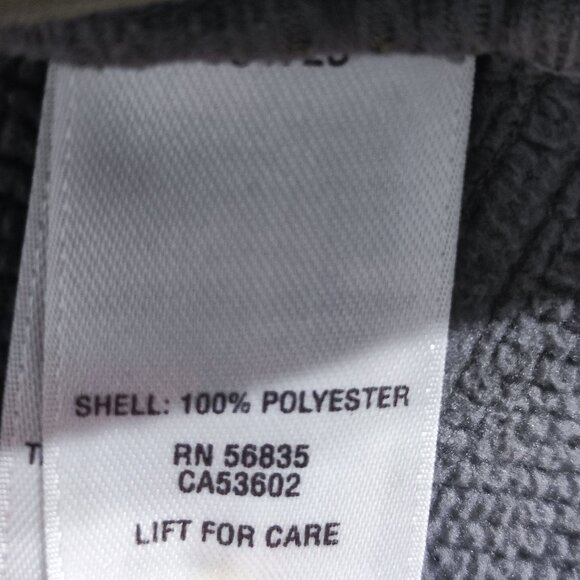 SHELL: 100% POLYESTER
RN 56835
CA53602
LIFT FOR CARE